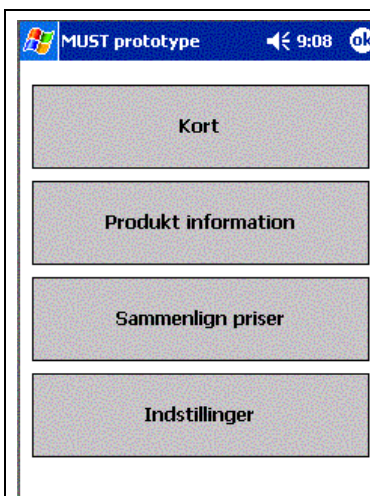 MUST prototype 9:08 ok
Kort
Produkt information
Sammenlign priser
Indstillinger